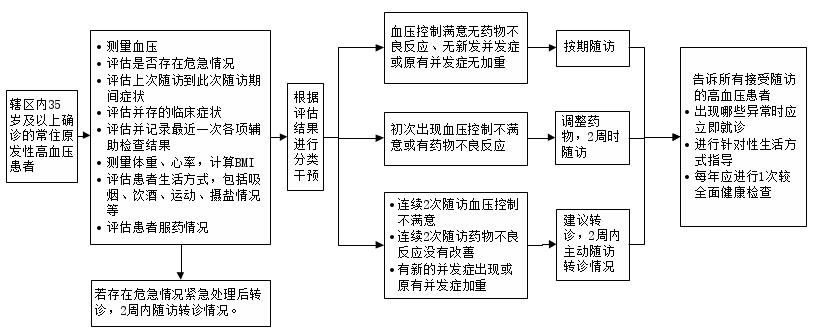 辖区内35
岁及以上确
诊的常住原
发性高血压
患者
• 测量血压
• 评估是否存在危急情况
• 评估上次随访到此次随访期
间症状
• 评估并存的临床症状
• 评估并记录最近一次各项辅
助检查结果
• 测量体重、心率，计算BMI
• 评估患者生活方式，包括吸
烟、饮酒、运动、摄盐情况
等
• 评估患者服药情况
若存在危急情况紧急处理后转
诊，2周内随访转诊情况。
根据
评估
结果
进行
分类
干预
血压控制满意无药物不
良反应、无新发并发症
或原有并发症无加重
按期随访
初次出现血压控制不满
意或有药物不良反应
调整药
物，2周时
随访
• 连续2次随访血压控制
不满意
• 连续2次随访药物不良
反应没有改善
• 有新的并发症出现或
原有并发症加重
建议转
诊，2周内
主动随访
转诊情况
告诉所有接受随访
的高血压患者
• 出现哪些异常时应
立即就诊
• 进行针对性生活方
式指导
• 每年应进行1次较
全面健康检查